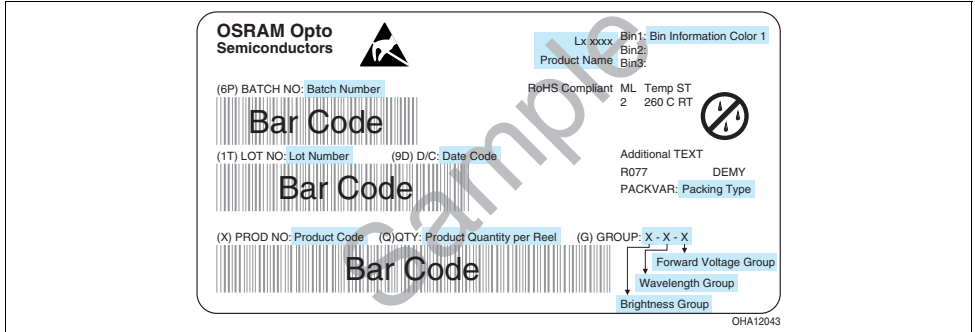 OSRAM Opto
Semiconductors
Lx xxxx
Product Name
Bin1: Bin Information Color 1
Bin2:
Bin3:
(6P) BATCH NO: Batch Number
Bar Code
RoHS Compliant ML Temp ST
2 260 C RT
(1T) LOT NO: Lot Number (9D) D/C: Date Code
Bar Code
Additional TEXT
R077 DEMY
PACKVAR: Packing Type
(X) PROD NO: Product Code (Q)QTY: Product Quantity per Reel (G) GROUP: X - X - X
Bar Code
Forward Voltage Group
Wavelength Group
Brightness Group
Sample
OHA12043